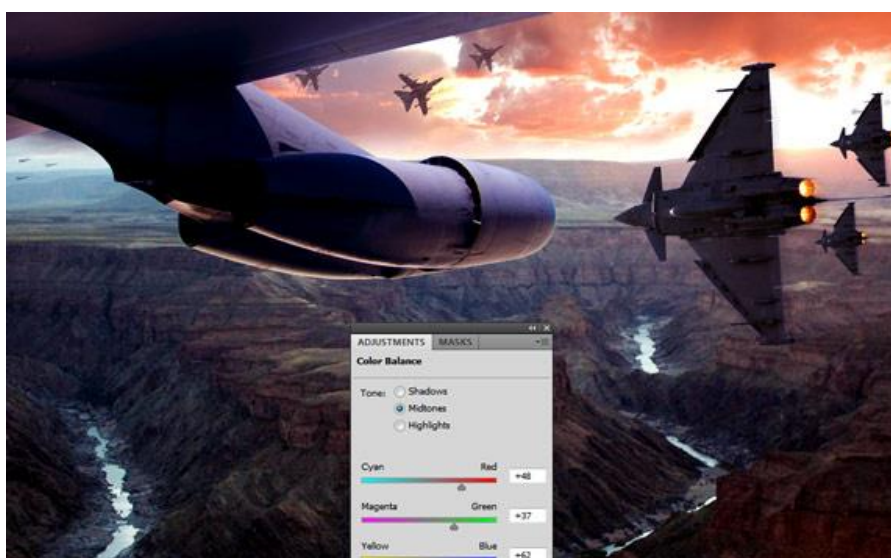 ADJUSTMENTS MASKS
Color Balance
Tone: Shadows
Midtones
Highlights
Cyan Red +48
Magenta Green +37
Yellow Blue +62